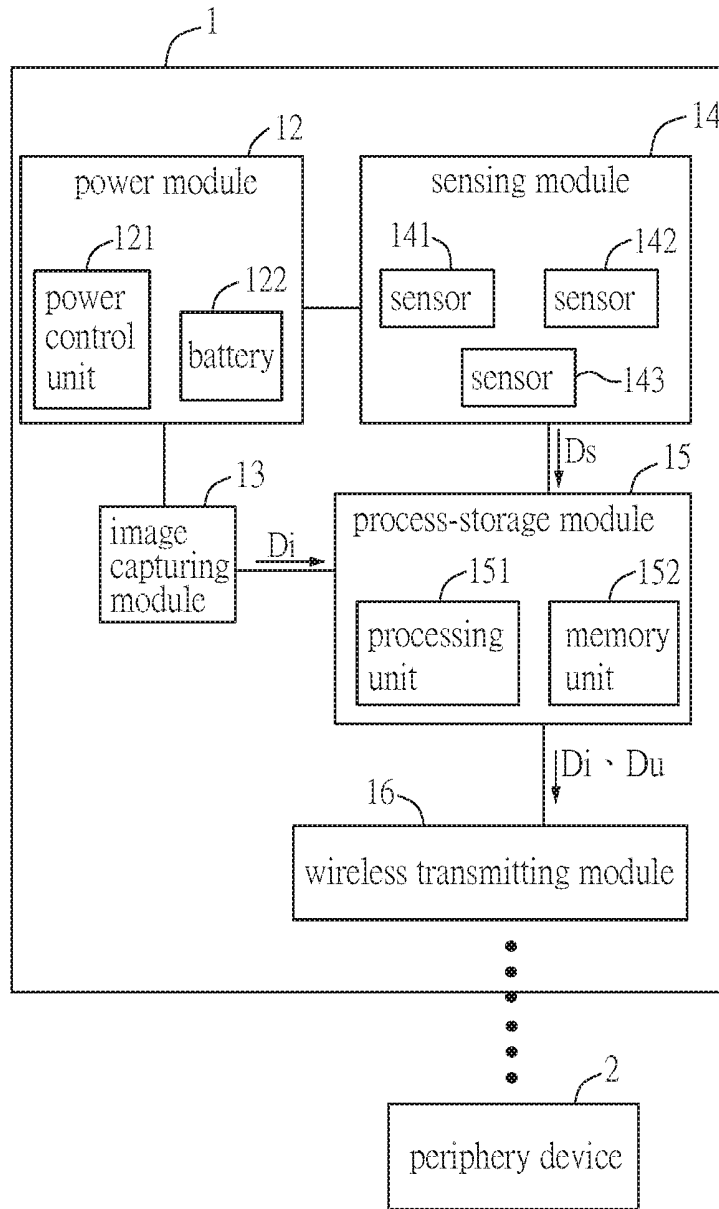 1
12
14
power module
sensing module
121
122
141
142
power
control
unit
battery
sensor
sensor
sensor
143
Ds
13
15
image
capturing
module
Di
process-storage module
151
152
processing
unit
memory
unit
Di、Du
16
wireless transmitting module
2
periphery device